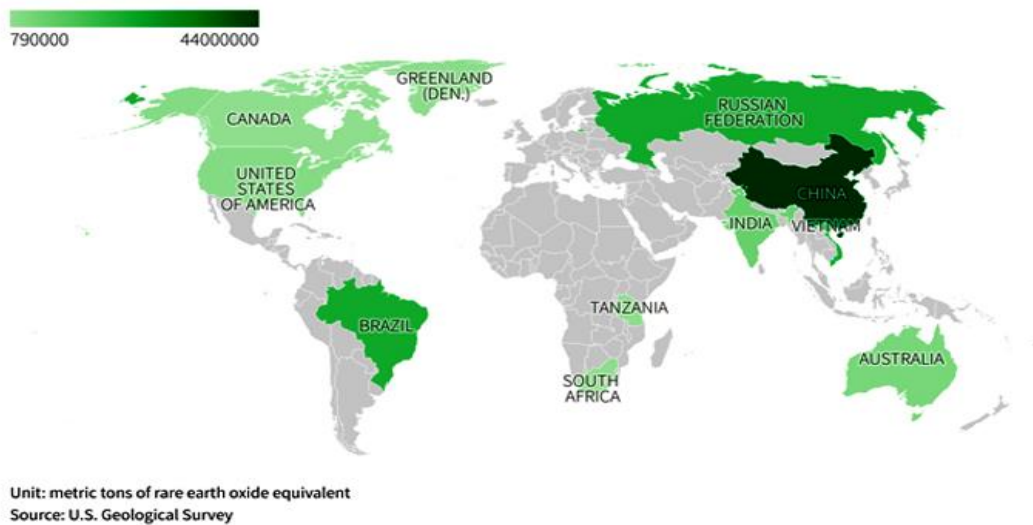 790000 44000000
GREENLAND
(DEN.)
CANADA
RUSSIAN
FEDERATION
UNITED
STATES
OF AMERICA
CHINA
INDIA
VIETNAM
TANZANIA
BRAZIL
AUSTRALIA
SOUTH
AFRICA
Unit: metric tons of rare earth oxide equivalent
Source: U.S. Geological Survey